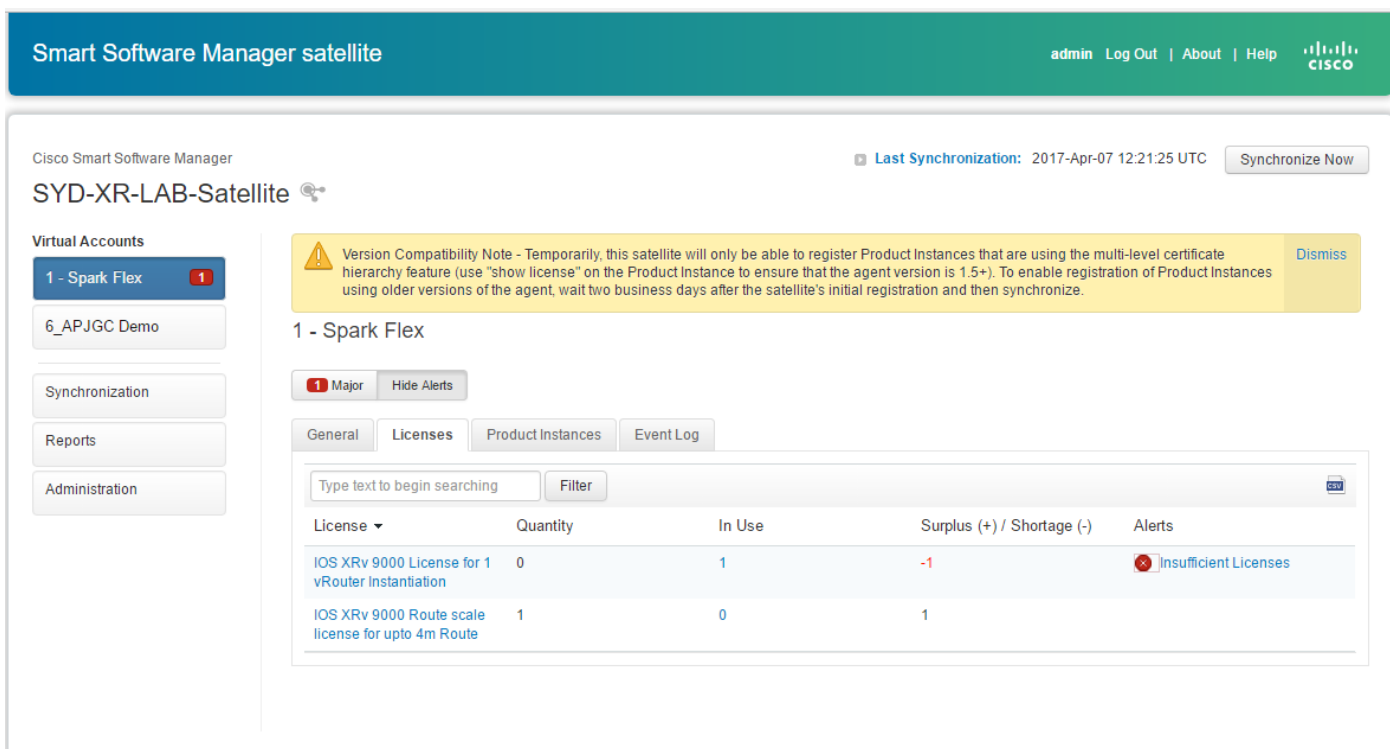 Smart Software Manager satellite
admin Log Out | About | Help
CISCO
Cisco Smart Software Manager
Last Synchronization: 2017-Apr-07 12:21:25 UTC
Synchronize Now
SYD-XR-LAB-Satellite
Virtual Accounts
1 - Spark Flex 1
6_APJGC Demo
Synchronization
Reports
Administration
Version Compatibility Note - Temporarily, this satellite will only be able to register Product Instances that are using the multi-level certificate
hierarchy feature (use "show license" on the Product Instance to ensure that the agent version is 1.5+). To enable registration of Product Instances
using older versions of the agent, wait two business days after the satellite's initial registration and then synchronize.
Dismiss
1 - Spark Flex
1 Major Hide Alerts
General Licenses Product Instances Event Log
Type text to begin searching Filter CSV
License Quantity In Use Surplus (+) / Shortage (-) Alerts
IOS XRv 9000 License for 1 0 1 -1 Insufficient Licenses
vRouter Instantiation
IOS XRv 9000 Route scale 1 0 1
license for upto 4m Route